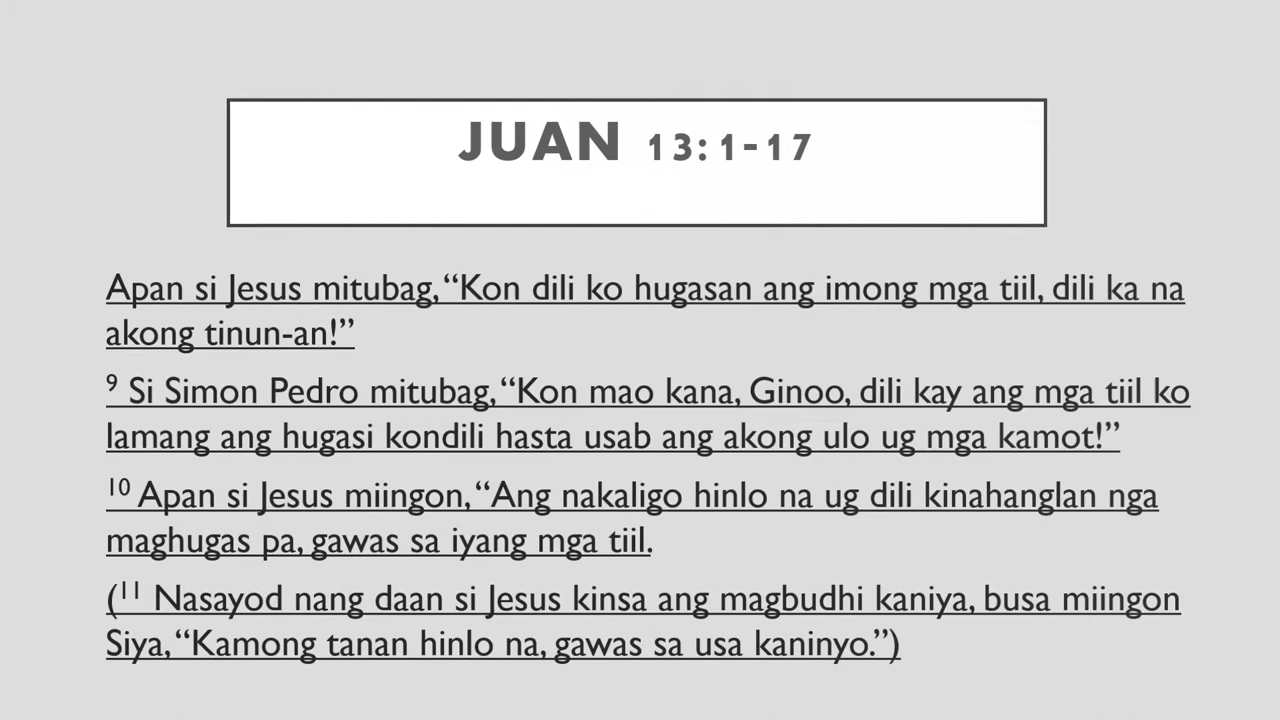 JUAN 13:1-17
Apan si Jesus mitubag, “Kon dili ko hugasan ang imong mga tiil, dili ka na
akong tinun-an!”
9 Si Simon Pedro mitubag, “Kon mao kana, Ginoo, dili kay ang mga tiil ko
lamang ang hugasi kondili hasta usab ang akong ulo ug mga kamot!”
10 Apan si Jesus miingon, “Ang nakaligo hinlo na ug dili kinahanglan nga
maghugas pa, gawas sa iyang mga tiil.
(11 Nasayod nang daan si Jesus kinsa ang magbudhi kaniya, busa miingon
Siya, “Kamong tanan hinlo na, gawas sa usa kaninyo.”)